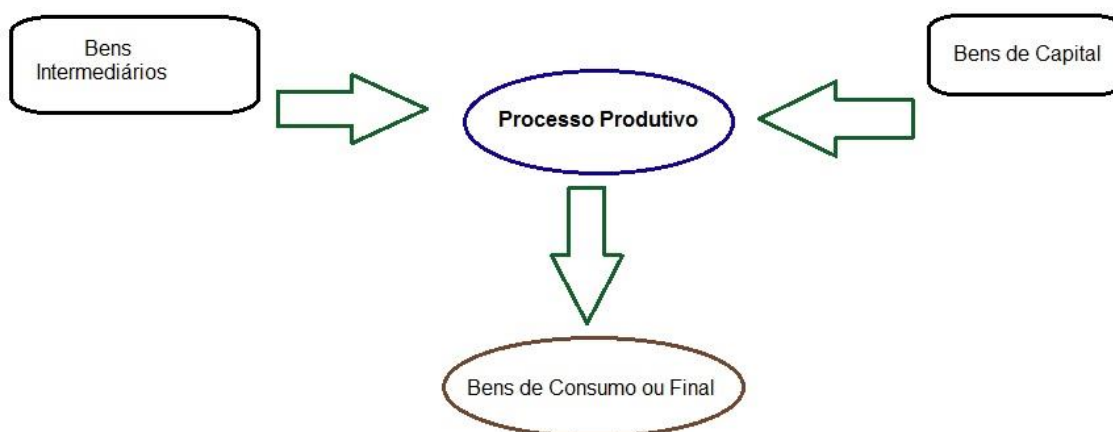 Bens
Intermediários
Bens de Capital
Processo Produtivo
Bens de Consumo ou Final